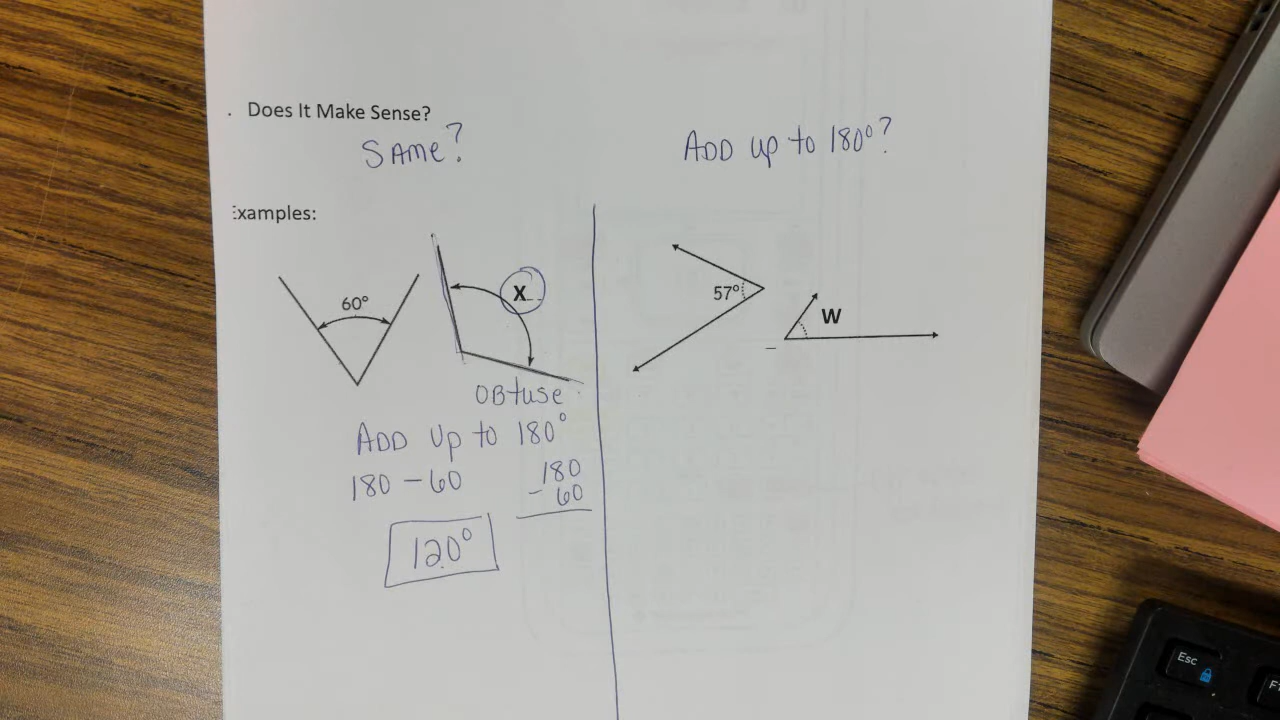 . Does It Make Sense?
SAME?
ADD up to 180°?
Examples:
60°
X
57°
W
OBtuse
ADD Up to 180°
180 - 60
180
- 60
120°
Esc